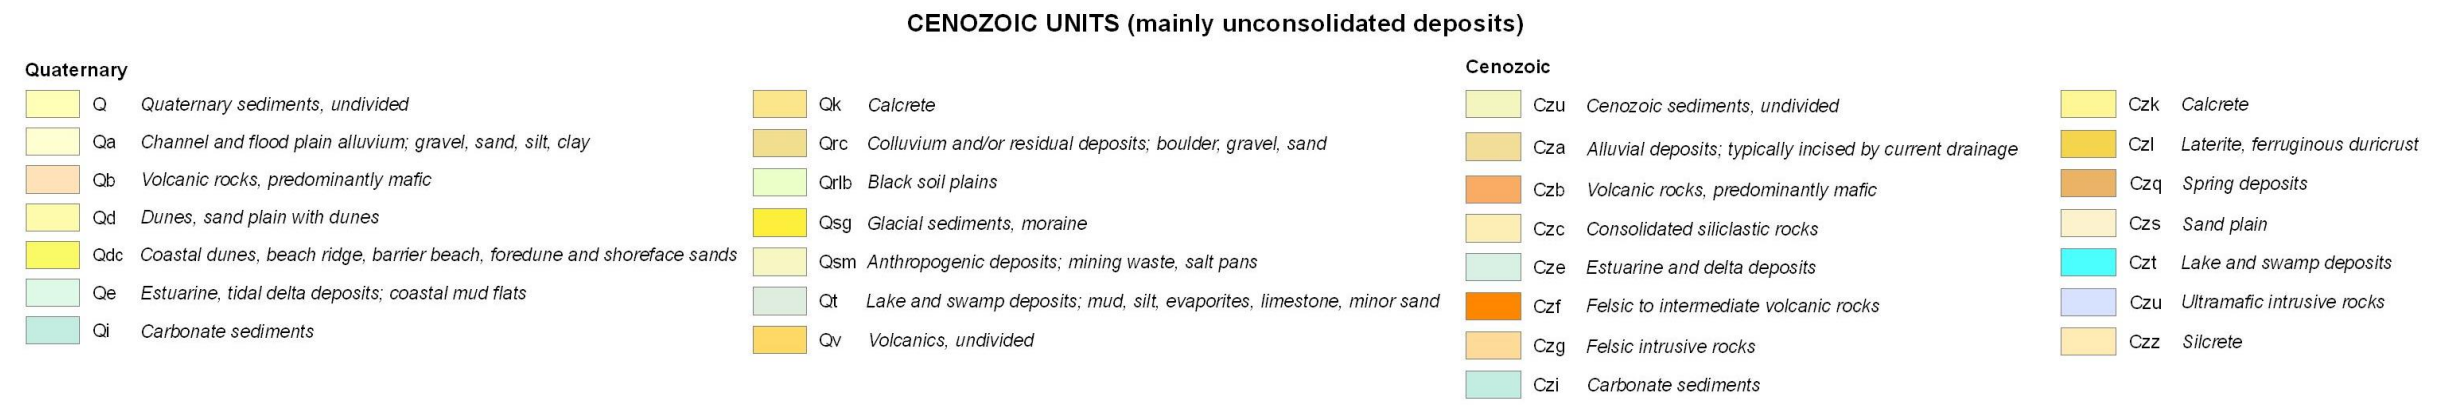 CENOZOIC UNITS (mainly unconsolidated deposits)
Quaternary
Q Quaternary sediments, undivided
Qa Channel and flood plain alluvium; gravel, sand, silt, clay
Qb Volcanic rocks, predominantly mafic
Qd Dunes, sand plain with dunes
Qdc Coastal dunes, beach ridge, barrier beach, foredune and shoreface sands
Qe Estuarine, tidal delta deposits; coastal mud flats
Qi Carbonate sediments
Qk Calcrete
Qrc Colluvium and/or residual deposits; boulder, gravel, sand
Qrlb Black soil plains
Qsg Glacial sediments, moraine
Qsm Anthropogenic deposits; mining waste, salt pans
Qt Lake and swamp deposits; mud, silt, evaporites, limestone, minor sand
Qv Volcanics, undivided
Cenozoic
Czu Cenozoic sediments, undivided
Cza Alluvial deposits; typically incised by current drainage
Czb Volcanic rocks, predominantly mafic
Czc Consolidated siliclastic rocks
Cze Estuarine and delta deposits
Czf Felsic to intermediate volcanic rocks
Czg Felsic intrusive rocks
Czi Carbonate sediments
Czk Calcrete
Czl Laterite, ferruginous duricrust
Czq Spring deposits
Czs Sand plain
Czt Lake and swamp deposits
Czu Ultramafic intrusive rocks
Czz Silcrete